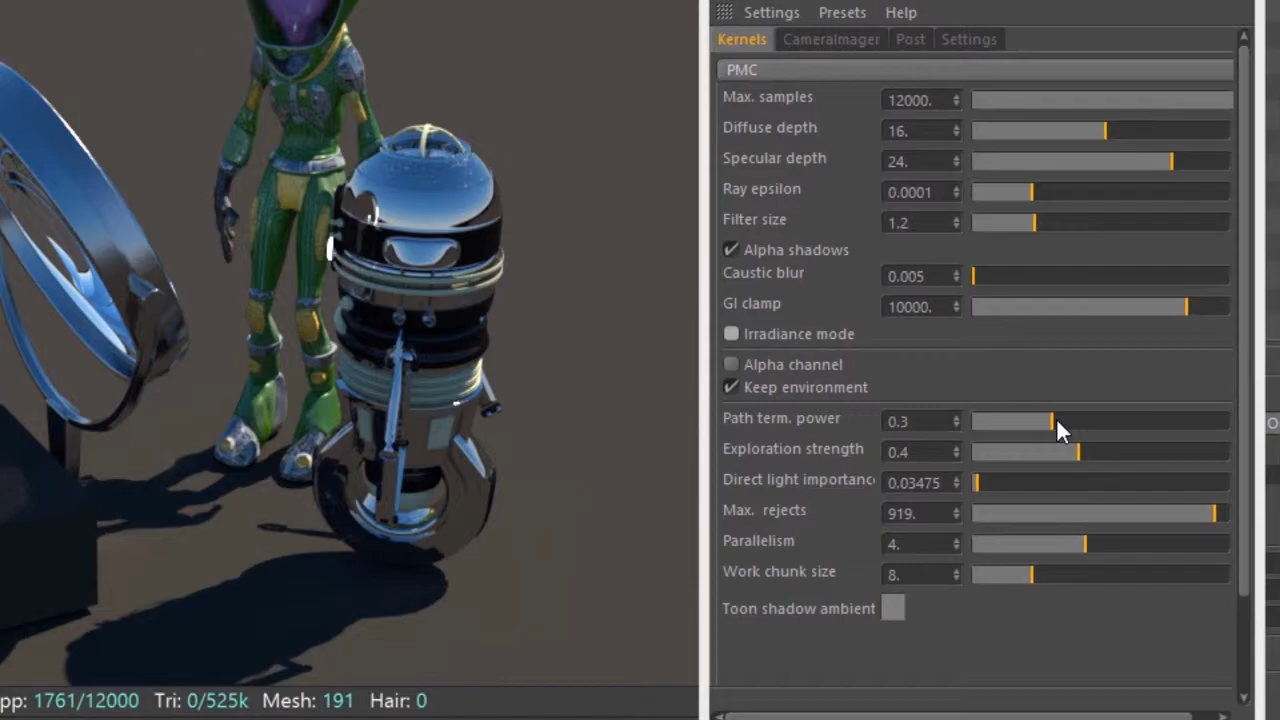 Settings Presets Help
Kernels CameraImager Post Settings
PMC
Max. samples 12000.
Diffuse depth 16.
Specular depth 24.
Ray epsilon 0.0001
Filter size 1.2
Alpha shadows
Caustic blur 0.005
GI clamp 10000.
Irradiance mode
Alpha channel
Keep environment
Path term. power 0.3
Exploration strength 0.4
Direct light importanc 0.03475
Max. rejects 919.
Parallelism 4.
Work chunk size 8.
Toon shadow ambient
pp: 1761/12000 Tri: 0/525k Mesh: 191 Hair: 0
O